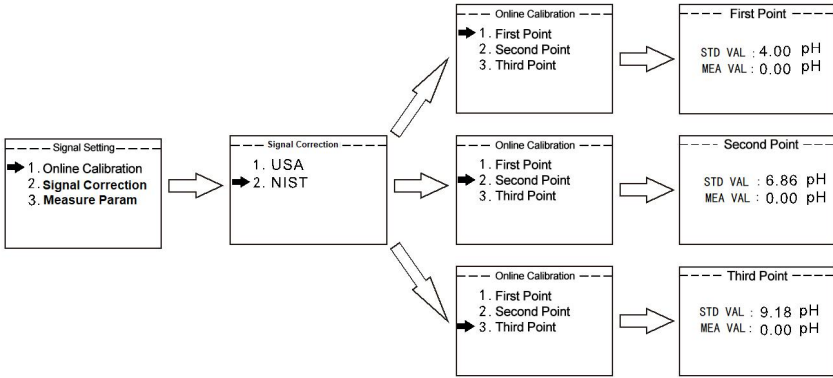 Signal Setting
1. Online Calibration
2. Signal Correction
3. Measure Param
Signal Correction
1. USA
2. NIST
Online Calibration
1. First Point
2. Second Point
3. Third Point
First Point
STD VAL : 4.00 pH
MEA VAL: 0.00 pH
Online Calibration
1. First Point
2. Second Point
3. Third Point
Second Point
STD VAL : 6.86 pH
MEA VAL: 0.00 pH
Online Calibration
1. First Point
2. Second Point
3. Third Point
Third Point
STD VAL : 9.18 pH
MEA VAL: 0.00 pH